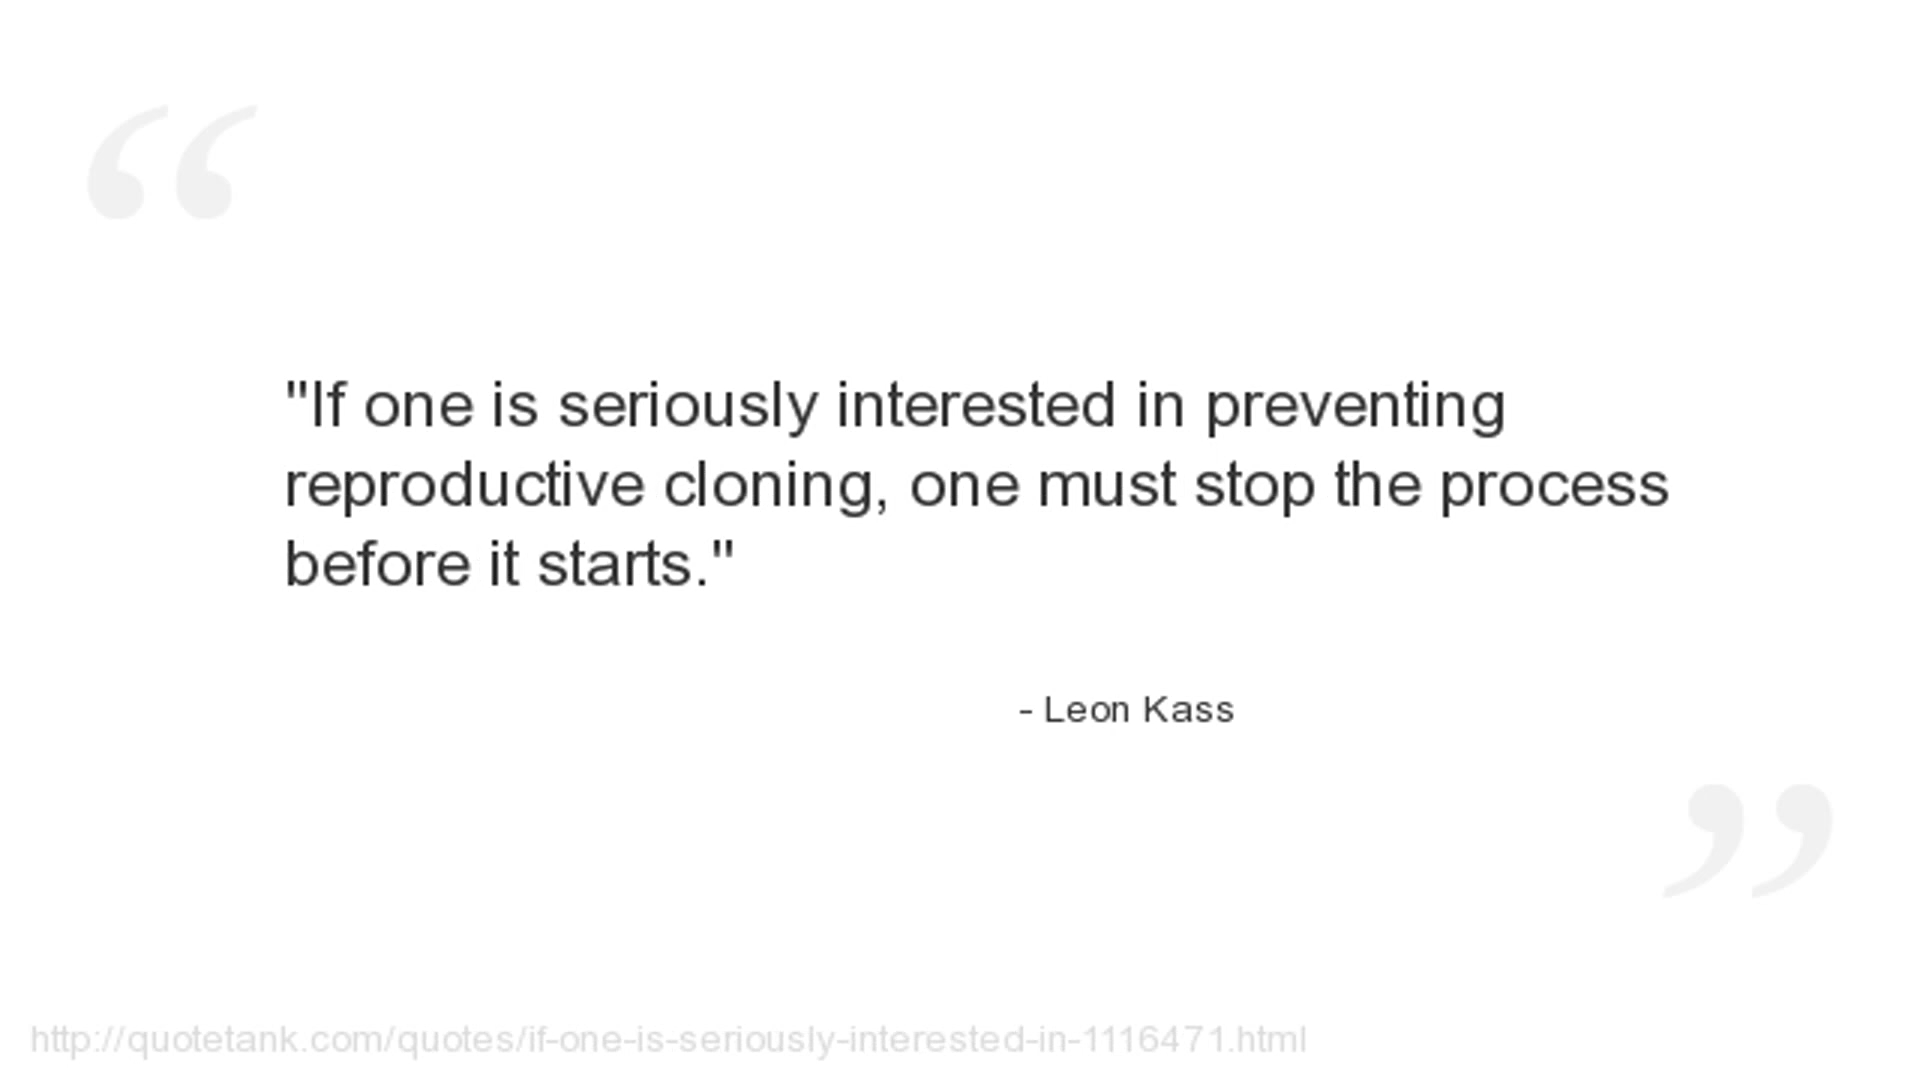 "If one is seriously interested in preventing
reproductive cloning, one must stop the process
before it starts."
- Leon Kass
http://quotetank.com/quotes/if-one-is-seriously-interested-in-1116471.html